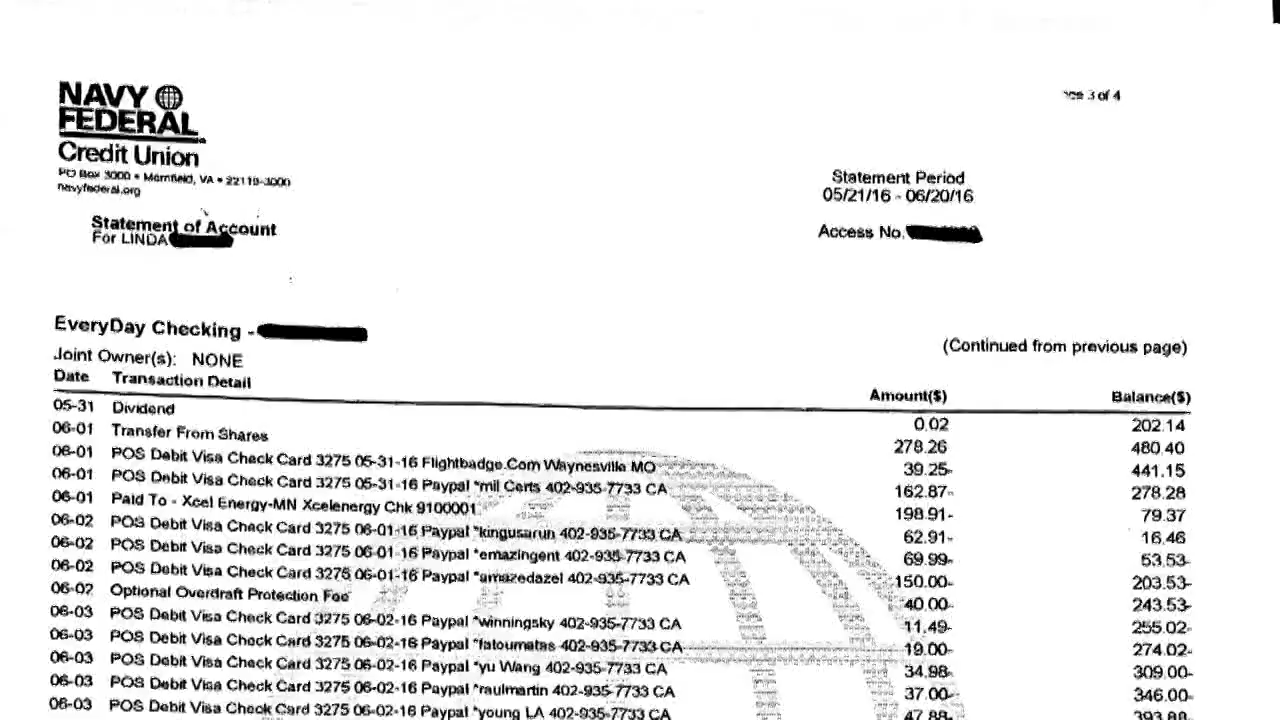 NAVY
FEDERAL
Credit Union
PO Box 3000 • Merrifield, VA • 22119-3000
navyfederal.org
3 of 4
Statement Period
05/21/16 - 06/20/16
Statement of Account
For LINDA
Access No.
EveryDay Checking -
(Continued from previous page)
Joint Owner(s): NONE
Date Transaction Detail Amount($) Balance($)
05-31 Dividend 0.02 202.14
06-01 Transfer From Shares 278.26 480.40
06-01 POS Debit Visa Check Card 3275 05-31-16 Flightbadge.Com Waynesville MO 39.25- 441.15
06-01 POS Debit Visa Check Card 3275 05-31-16 Paypal *mil Certs 402-935-7733 CA 162.87- 278.28
06-01 Paid To - Xcel Energy-MN Xcelenergy Chk 9100001 198.91- 79.37
06-02 POS Debit Visa Check Card 3275 06-01-16 Paypal *kingusarun 402-935-7733 CA 62.91- 16.46
06-02 POS Debit Visa Check Card 3275 06-01-16 Paypal *emazingent 402-935-7733 CA 69.99- 53.53-
06-02 POS Debit Visa Check Card 3275 06-01-16 Paypal *amazedazel 402-935-7733 CA 150.00- 203.53-
06-02 Optional Overdraft Protection Fee 40.00- 243.53-
06-03 POS Debit Visa Check Card 3275 06-02-16 Paypal *winningsky 402-935-7733 CA 11.49- 255.02-
06-03 POS Debit Visa Check Card 3275 06-02-16 Paypal *fatoumatas 402-935-7733 CA 19.00- 274.02-
06-03 POS Debit Visa Check Card 3275 06-02-16 Paypal *yu Wang 402-935-7733 CA 34.98- 309.00-
06-03 POS Debit Visa Check Card 3275 06-02-16 Paypal *raulmartin 402-935-7733 CA 37.00- 346.00-
06-03 POS Debit Visa Check Card 3275 06-02-16 Paypal *young LA 402-935-7733 CA 47.88- 393.88-